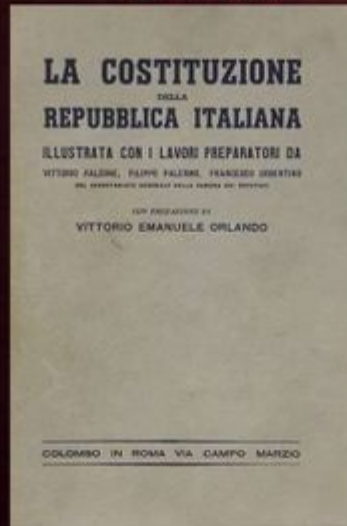 LA COSTITUZIONE
DELLA
REPUBBLICA ITALIANA
ILLUSTRATA CON I LAVORI PREPARATORI DA
VITTORIO FALZONE, FILIPPO PALERMO, FRANCESCO COSENTINO
DEL SEGRETARIATO GENERALE DELLA CAMERA DEI DEPUTATI
CON PREFAZIONE DI
VITTORIO EMANUELE ORLANDO
COLOMBO IN ROMA VIA CAMPO MARZIO